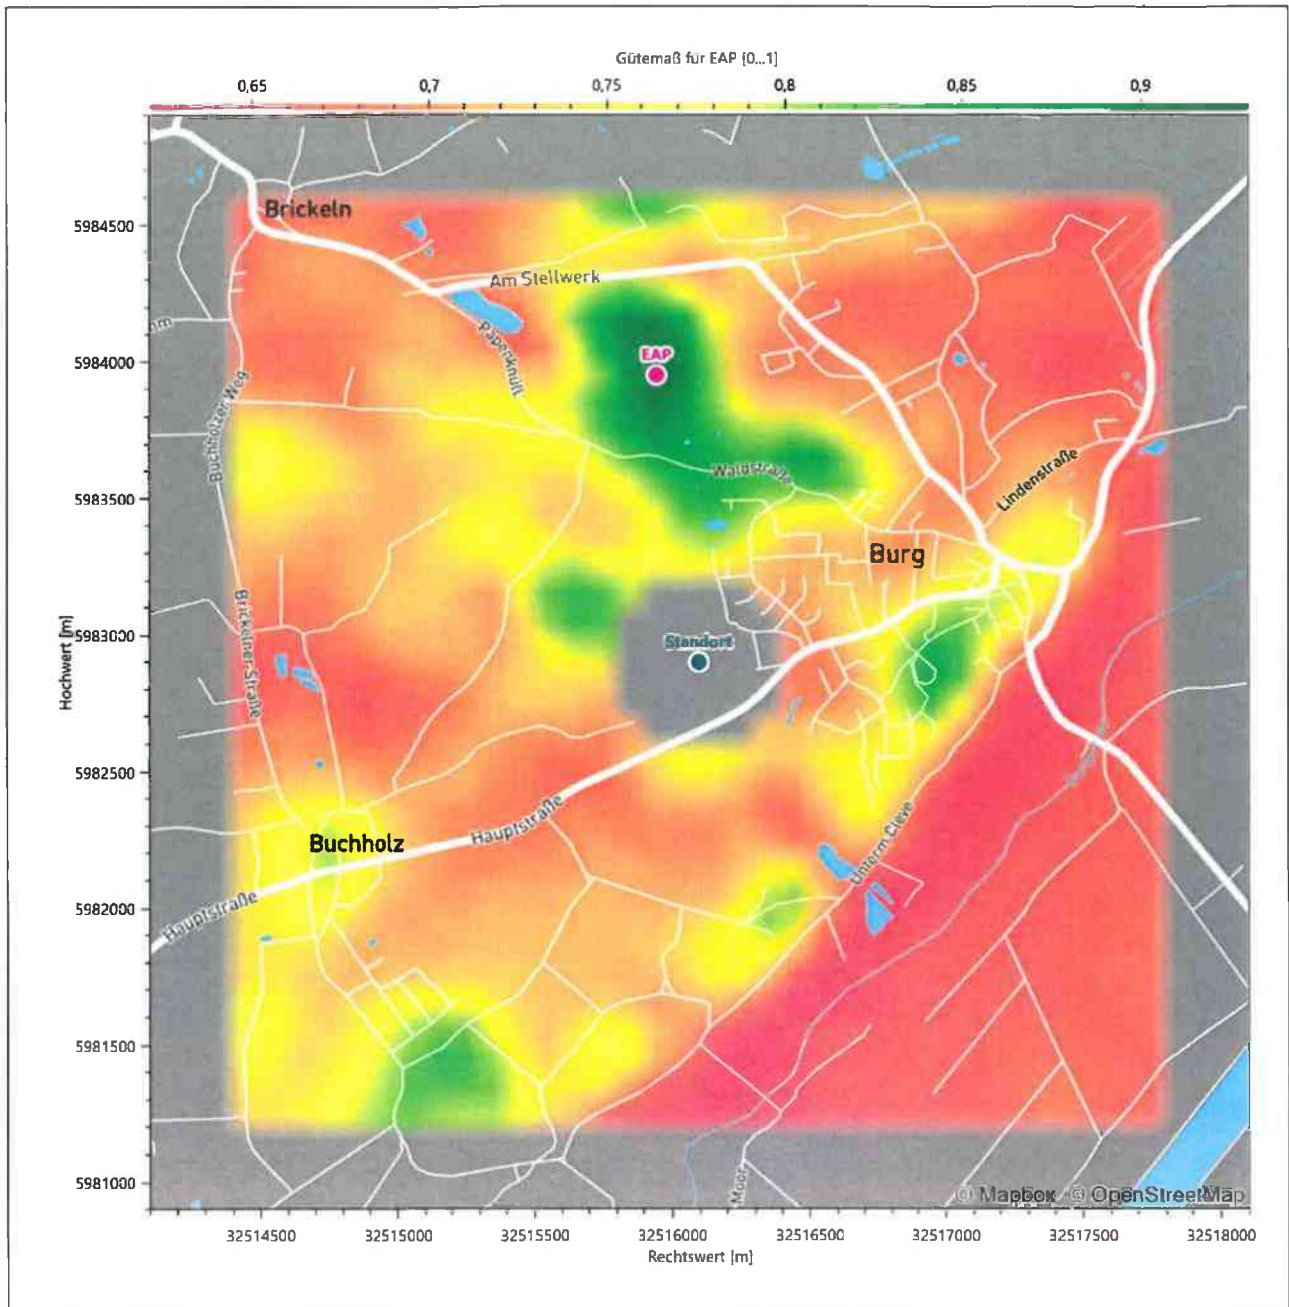 Gütemaß für EAP [0...1]
0,65 0,7 0,75 0,8 0,85 0,9
Brickeln
5984500
Am Stellwerk
Papenknüll
EAP
5984000
Buchholzer Weg
Waldstraße
Lindenstraße
5983500
Burg
Brickelner Straße
Standort
5983000
Hochwert [m]
5982500
Buchholz
Hauptstraße
Unterm Cleve
Hauptstraße
5982000
5981500
5981000
Moor
© Mapbox © OpenStreetMap
32514500 32515000 32515500 32516000 32516500 32517000 32517500 32518000
Rechtswert [m]